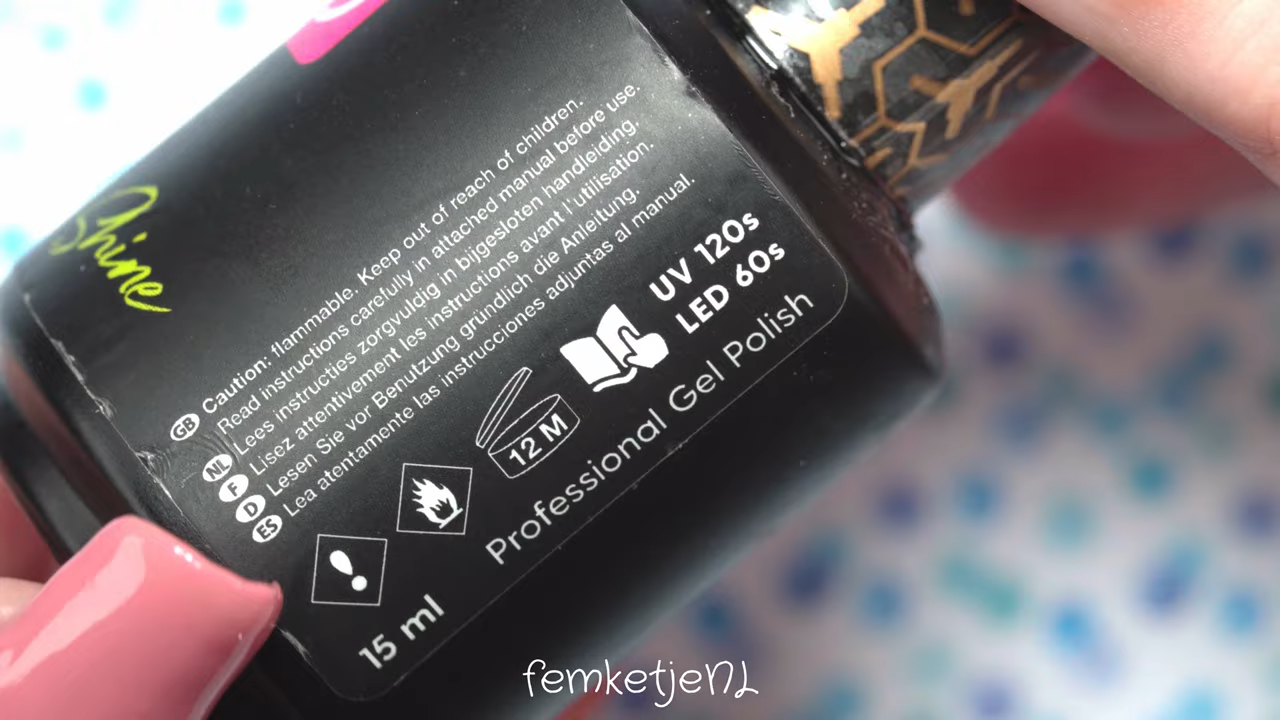 Shine
GB Caution: flammable. Keep out of reach of children.
Read instructions carefully in attached manual before use.
NL Lees instructies zorgvuldig in bijgesloten handleiding.
F Lisez attentivement les instructions avant l'utilisation.
D Lesen Sie vor Benutzung gründlich die Anleitung.
ES Lea atentamente las instrucciones adjuntas al manual.
UV 120s
LED 60s
12 M
Professional Gel Polish
15 ml
femketjeNL